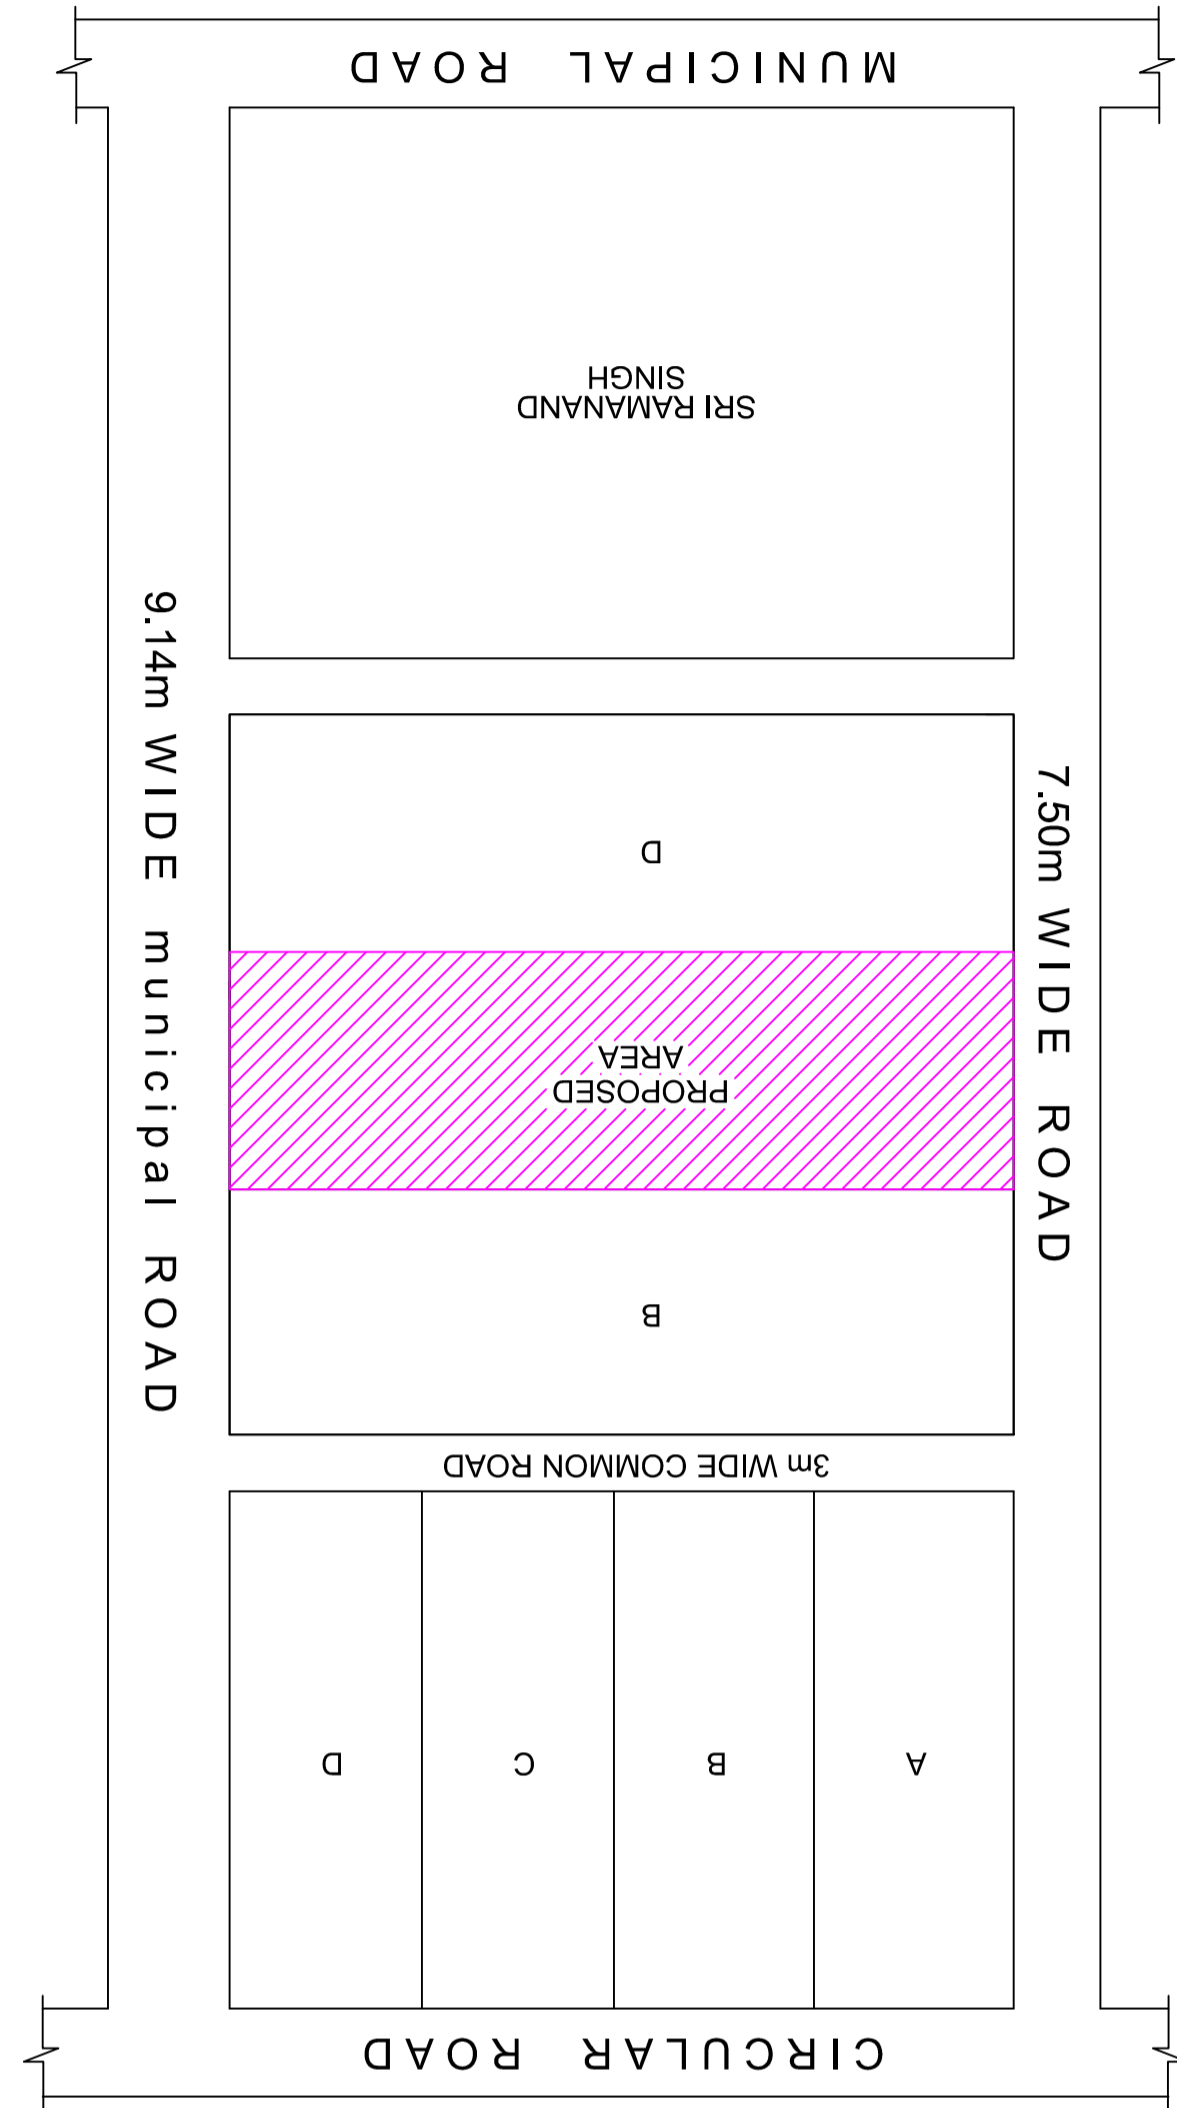 CIRCULAR ROAD
A
B
C
D
3m WIDE COMMON ROAD
B
PROPOSED
AREA
D
SRI RAMANAND
SINGH
MUNICIPAL ROAD
7.50m WIDE ROAD
9.14m WIDE municipal ROAD